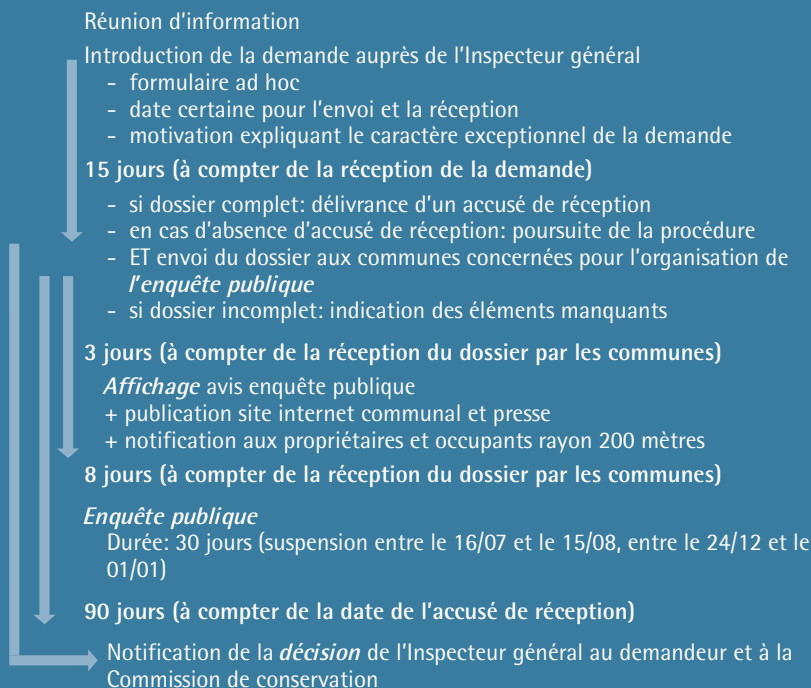 Réunion d'information
Introduction de la demande auprès de l'Inspecteur général
- formulaire ad hoc
- date certaine pour l'envoi et la réception
- motivation expliquant le caractère exceptionnel de la demande
15 jours (à compter de la réception de la demande)
- si dossier complet: délivrance d'un accusé de réception
- en cas d'absence d'accusé de réception: poursuite de la procédure
- ET envoi du dossier aux communes concernées pour l'organisation de
l'enquête publique
- si dossier incomplet: indication des éléments manquants
3 jours (à compter de la réception du dossier par les communes)
Affichage avis enquête publique
+ publication site internet communal et presse
+ notification aux propriétaires et occupants rayon 200 mètres
8 jours (à compter de la réception du dossier par les communes)
Enquête publique
Durée: 30 jours (suspension entre le 16/07 et le 15/08, entre le 24/12 et le
01/01)
90 jours (à compter de la date de l'accusé de réception)
Notification de la décision de l'Inspecteur général au demandeur et à la
Commission de conservation